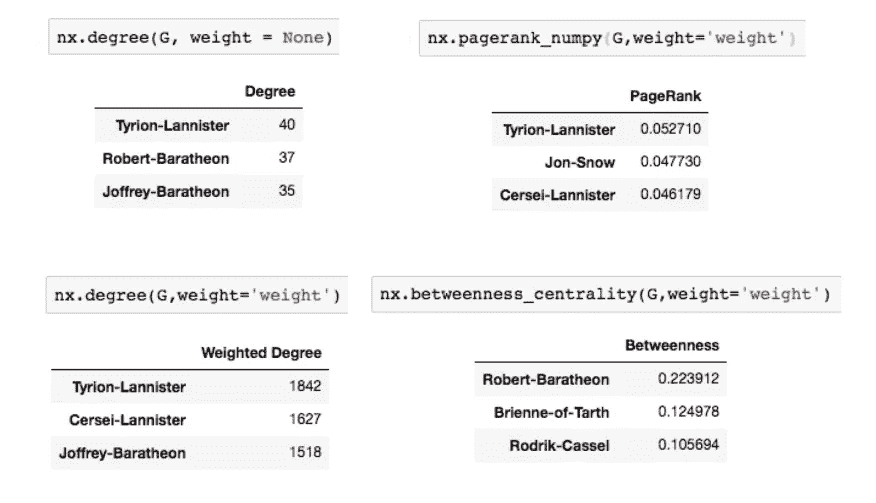 nx.degree(G, weight = None)
Degree
Tyrion-Lannister 40
Robert-Baratheon 37
Joffrey-Baratheon 35
nx.pagerank_numpy(G,weight='weight')
PageRank
Tyrion-Lannister 0.052710
Jon-Snow 0.047730
Cersei-Lannister 0.046179
nx.degree(G,weight='weight')
Weighted Degree
Tyrion-Lannister 1842
Cersei-Lannister 1627
Joffrey-Baratheon 1518
nx.betweenness_centrality(G,weight='weight')
Betweenness
Robert-Baratheon 0.223912
Brienne-of-Tarth 0.124978
Rodrik-Cassel 0.105694